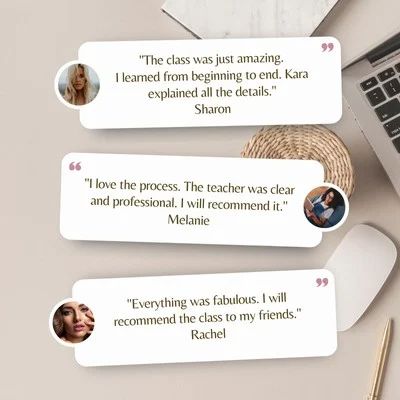 "The class was just amazing.
I learned from beginning to end. Kara
explained all the details."
Sharon
"I love the process. The teacher was clear
and professional. I will recommend it."
Melanie
"Everything was fabulous. I will
recommend the class to my friends."
Rachel